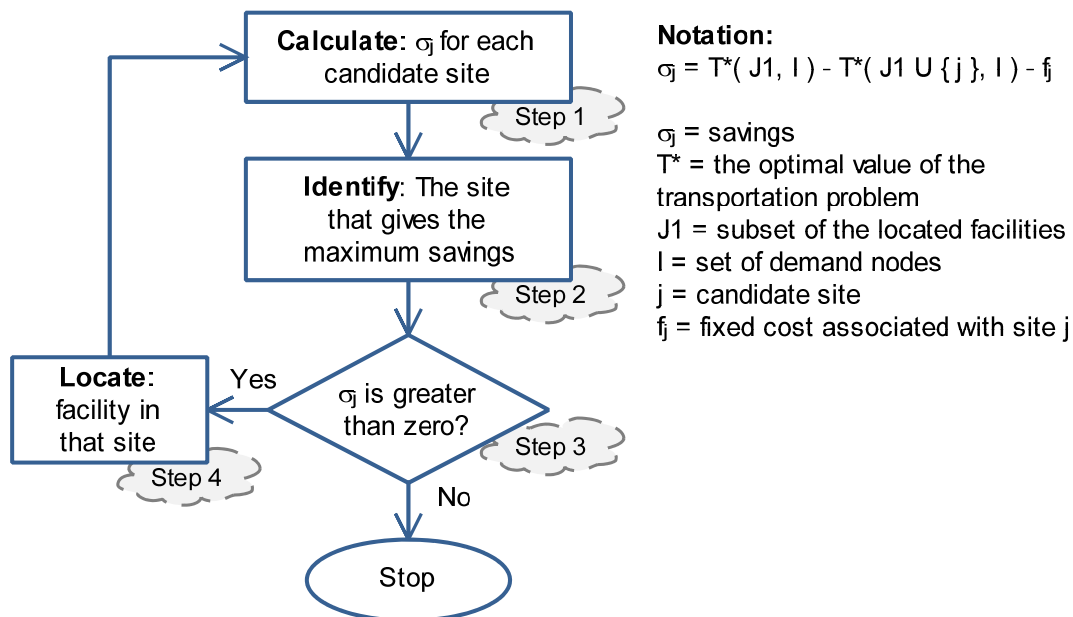 Calculate: σj for each
candidate site
Step 1
Identify: The site
that gives the
maximum savings
Step 2
σj is greater
than zero?
Step 3
Yes
Locate:
facility in
that site
Step 4
No
Stop
Notation:
σj = T*( J1, I ) - T*( J1 U { j }, I ) - fj
σj = savings
T* = the optimal value of the
transportation problem
J1 = subset of the located facilities
I = set of demand nodes
j = candidate site
fj = fixed cost associated with site j